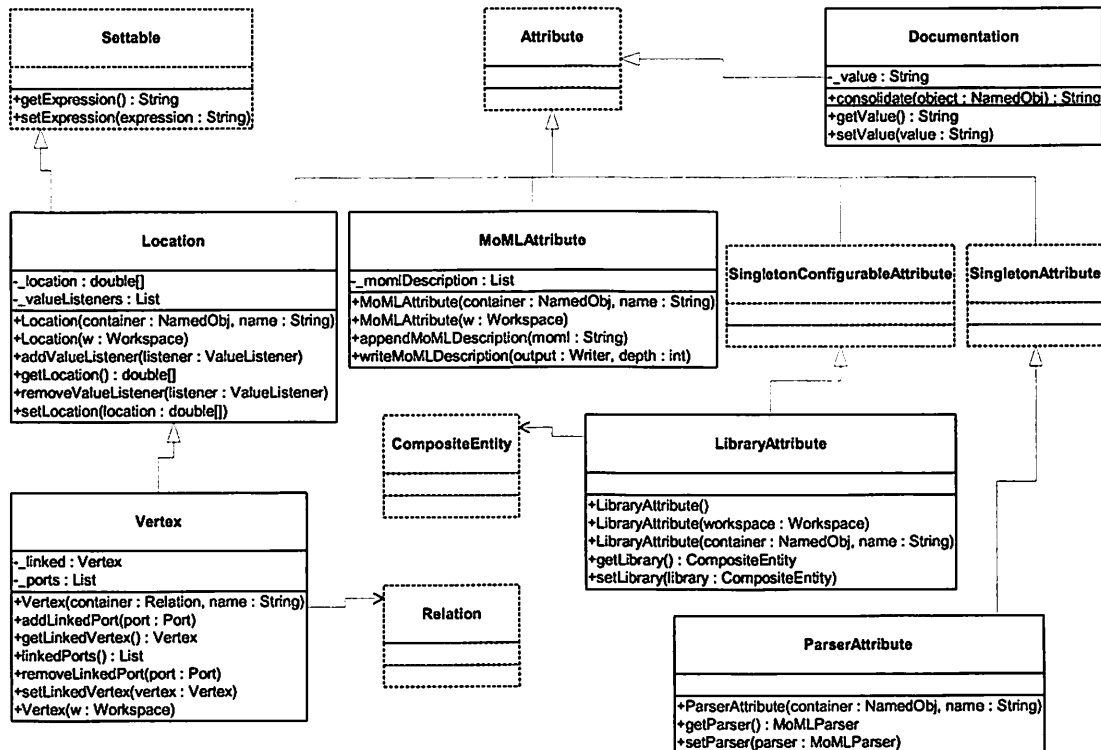 Settable
+getExpression() : String
+setExpression(expression : String)
Attribute
Documentation
-_value : String
+consolidate(object : NamedObj) : String
+getValue() : String
+setValue(value : String)
Location
-_location : double[]
-_valueListeners : List
+Location(container : NamedObj, name : String)
+Location(w : Workspace)
+addValueListener(listener : ValueListener)
+getLocation() : double[]
+removeValueListener(listener : ValueListener)
+setLocation(location : double[])
MoMLAttribute
-_momlDescription : List
+MoMLAttribute(container : NamedObj, name : String)
+MoMLAttribute(w : Workspace)
+appendMoMLDescription(moml : String)
+writeMoMLDescription(output : Writer, depth : int)
SingletonConfigurableAttribute
SingletonAttribute
CompositeEntity
LibraryAttribute
+LibraryAttribute()
+LibraryAttribute(workspace : Workspace)
+LibraryAttribute(container : NamedObj, name : String)
+getLibrary() : CompositeEntity
+setLibrary(library : CompositeEntity)
Vertex
-_linked : Vertex
-_ports : List
+Vertex(container : Relation, name : String)
+addLinkedPort(port : Port)
+getLinkedVertex() : Vertex
+linkedPorts() : List
+removeLinkedPort(port : Port)
+setLinkedVertex(vertex : Vertex)
+Vertex(w : Workspace)
Relation
ParserAttribute
+ParserAttribute(container : NamedObj, name : String)
+getParser() : MoMLParser
+setParser(parser : MoMLParser)